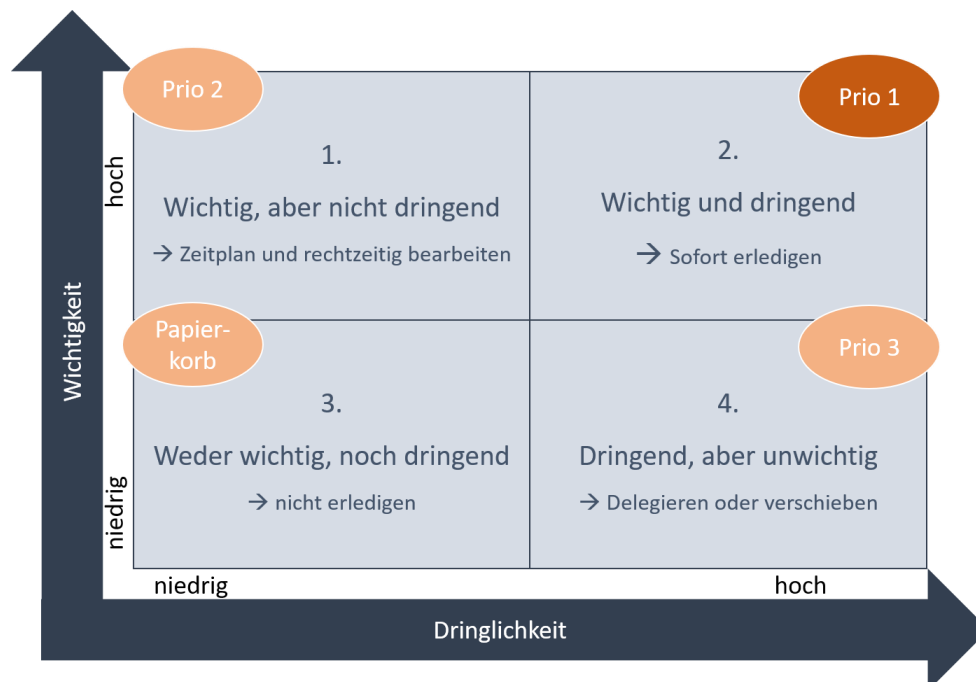 Prio 2
Prio 1
1.
Wichtig, aber nicht dringend
→ Zeitplan und rechtzeitig bearbeiten
2.
Wichtig und dringend
→ Sofort erledigen
hoch
Wichtigkeit
Papier-
korb
Prio 3
3.
Weder wichtig, noch dringend
→ nicht erledigen
4.
Dringend, aber unwichtig
→ Delegieren oder verschieben
niedrig
niedrig
hoch
Dringlichkeit